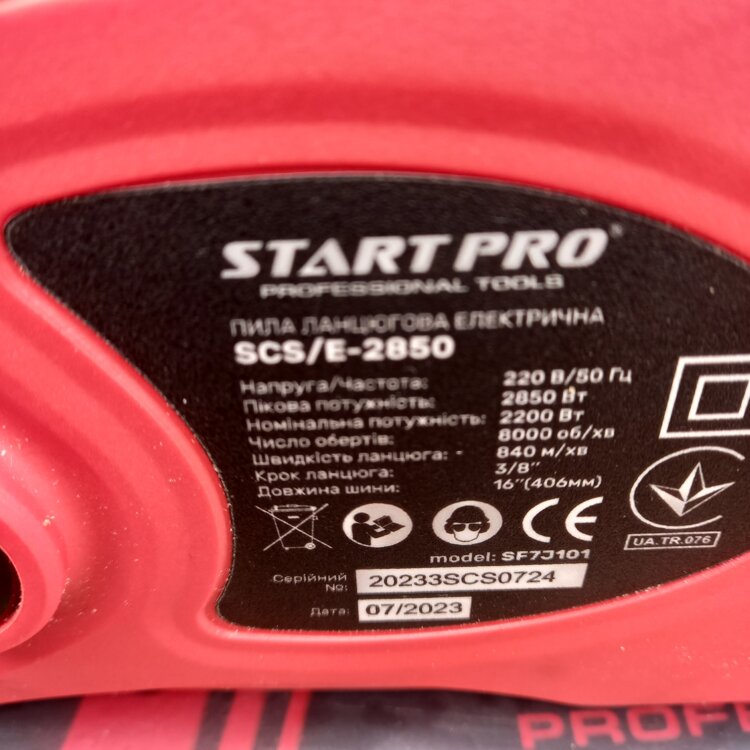 START PRO
PROFESSIONAL TOOLS
ПИЛА ЛАНЦЮГОВА ЕЛЕКТРИЧНА
SCS/E-2850
Напруга/Частота: 220 В/50 Гц
Пікова потужність: 2850 Вт
Номінальна потужність: 2200 Вт
Число обертів: 8000 об/хв
Швидкість ланцюга: 840 м/хв
Крок ланцюга: 3/8"
Довжина шини: 16"(406мм)
CE
UA.TR.076
model: SF7J101
Серійний No: 20233SCS0724
Дата: 07/2023
PROF